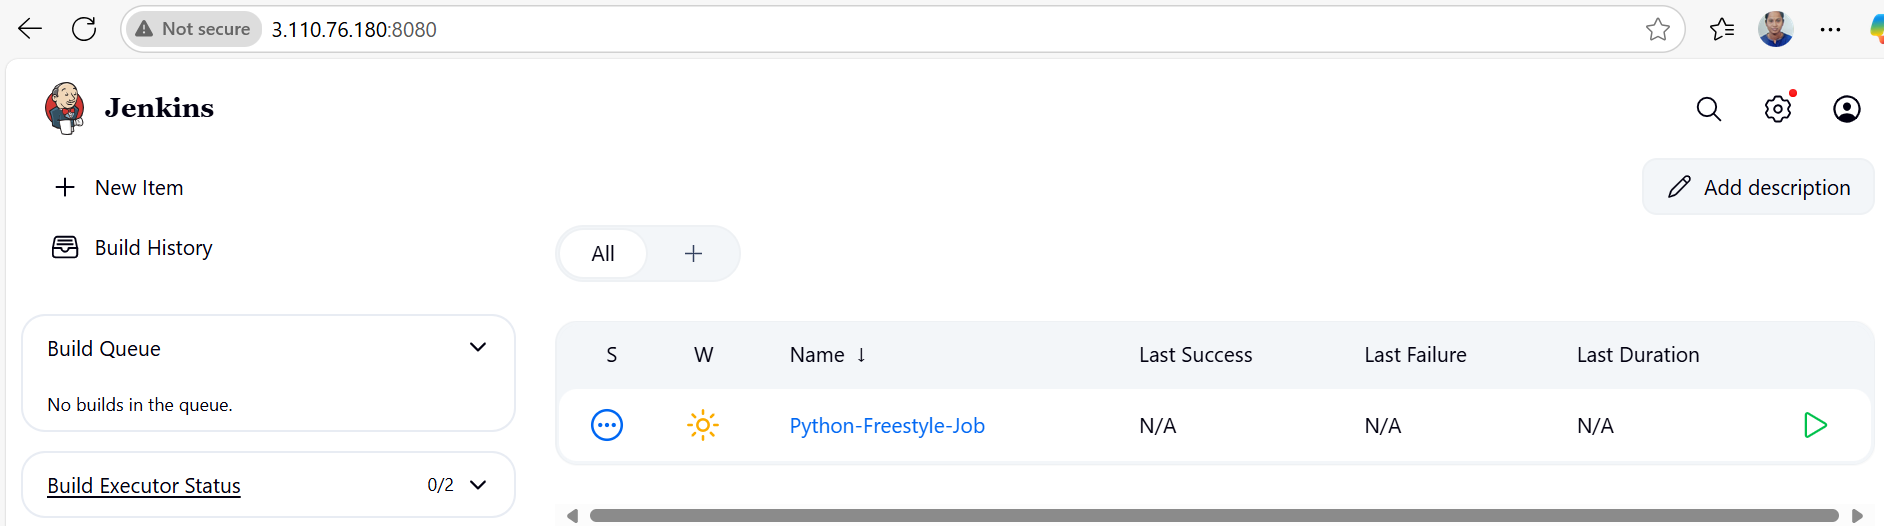 Not secure 3.110.76.180:8080
Jenkins
New Item
Add description
Build History
All
Build Queue
No builds in the queue.
Build Executor Status 0/2
S W Name ↓ Last Success Last Failure Last Duration
Python-Freestyle-Job N/A N/A N/A